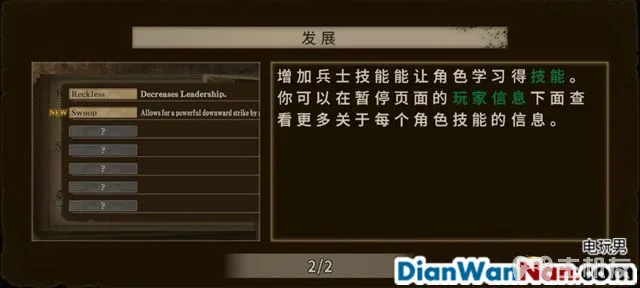 发展
Reckless Decreases Leadership.
NEW Swoop Allows for a powerful downward strike by
?
?
?
?
?
增加兵士技能能让角色学习得技能。
你可以在暂停页面的玩家信息下面查
看更多关于每个角色技能的信息。
2/2
电玩男
DianWanNan.com